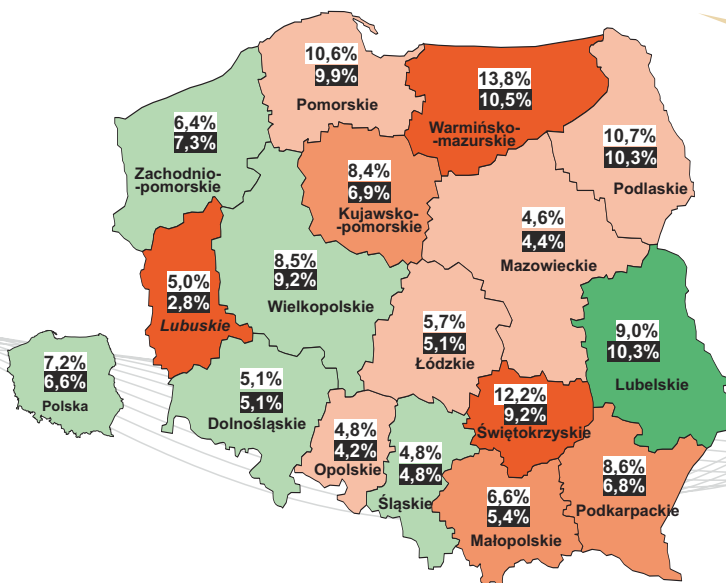 10,6%
9,9%
Pomorskie
13,8%
10,5%
Warmińsko-
-mazurskie
6,4%
7,3%
Zachodnio-
-pomorskie
10,7%
10,3%
Podlaskie
8,4%
6,9%
Kujawsko-
-pomorskie
4,6%
4,4%
Mazowieckie
8,5%
9,2%
Wielkopolskie
5,0%
2,8%
Lubuskie
5,7%
5,1%
Łódzkie
9,0%
10,3%
Lubelskie
7,2%
6,6%
Polska
5,1%
5,1%
Dolnośląskie
12,2%
9,2%
Świętokrzyskie
4,8%
4,2%
Opolskie
4,8%
4,8%
Śląskie
8,6%
6,8%
Podkarpackie
6,6%
5,4%
Małopolskie